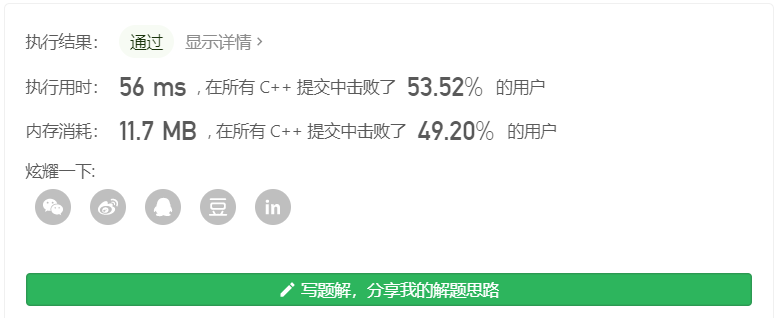 执行结果： 通过 显示详情 >
执行用时： 56 ms , 在所有 C++ 提交中击败了 53.52% 的用户
内存消耗： 11.7 MB , 在所有 C++ 提交中击败了 49.20% 的用户
炫耀一下:
豆 in
写题解，分享我的解题思路